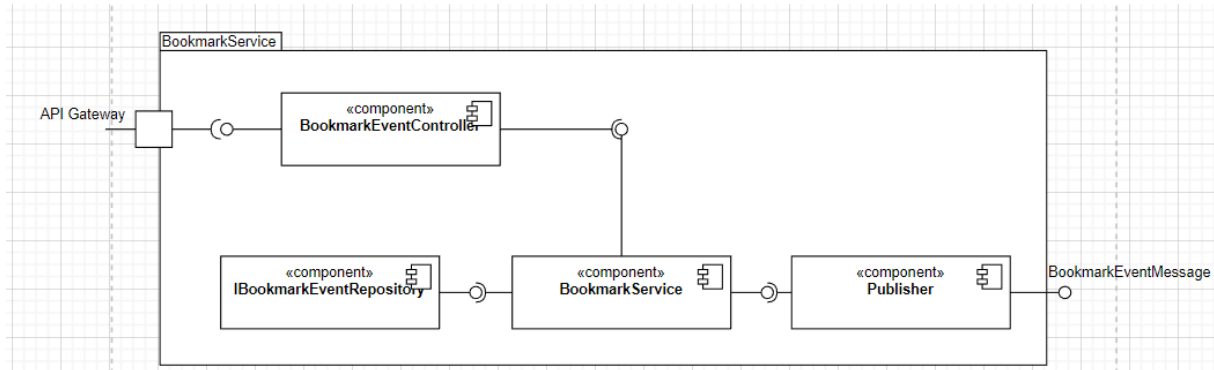 BookmarkService
API Gateway
«component»
BookmarkEventController
«component»
IBookmarkEventRepository
«component»
BookmarkService
«component»
Publisher
BookmarkEventMessage